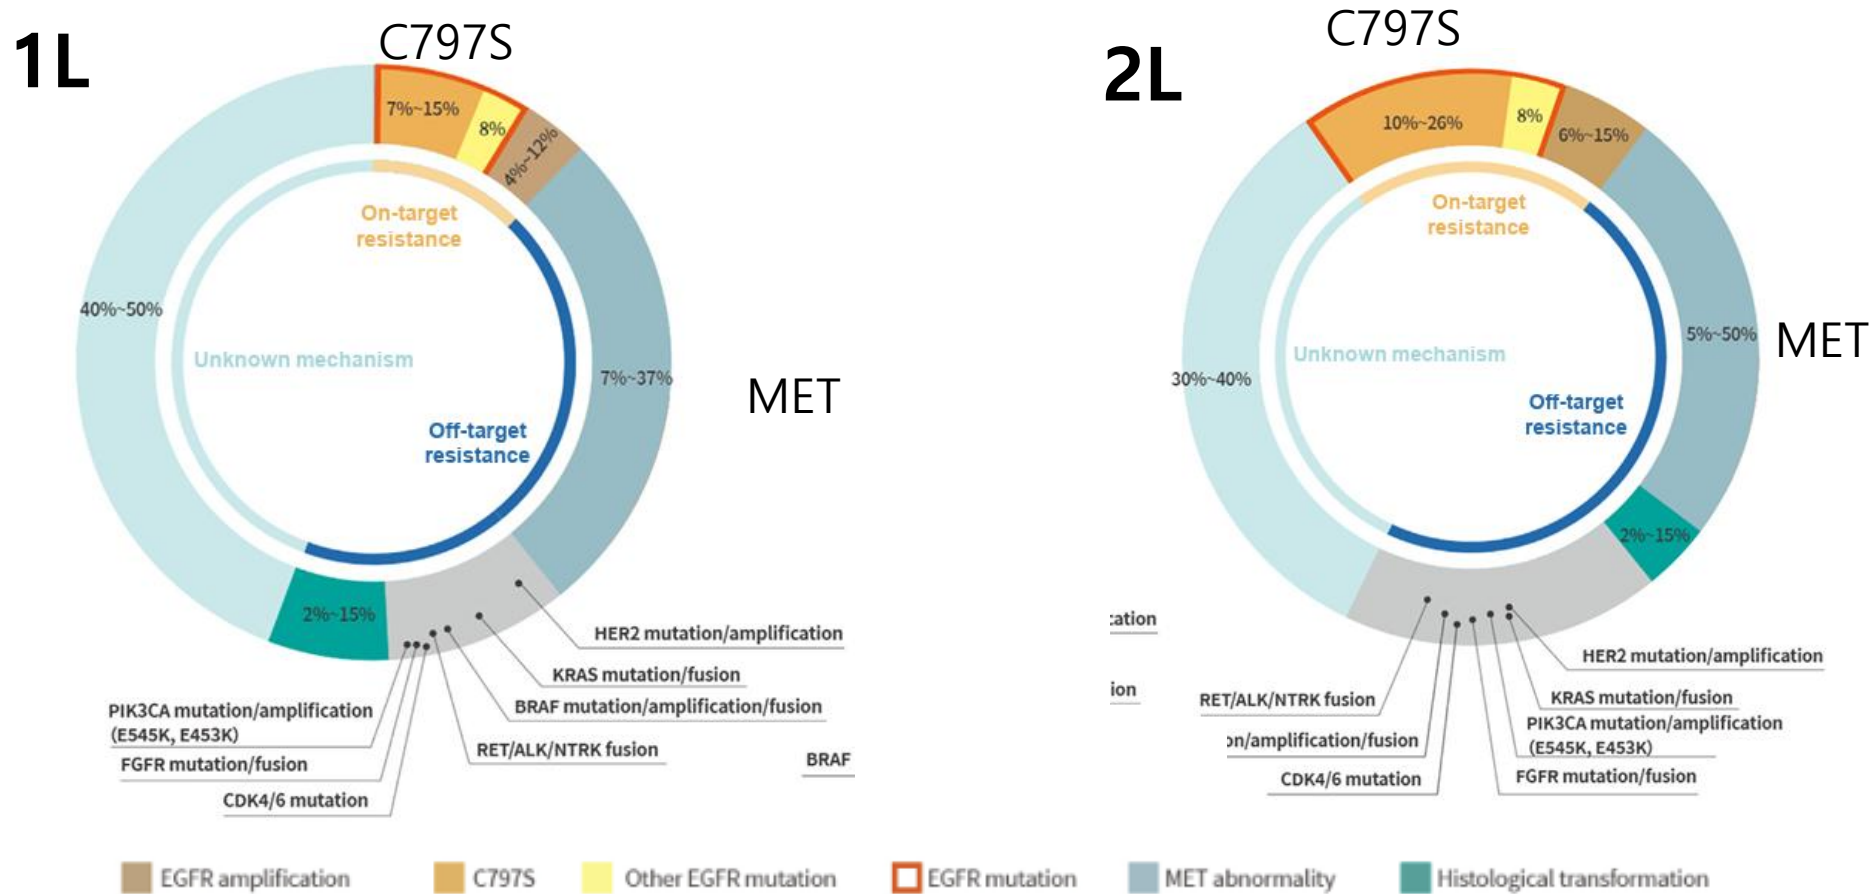 1L
C797S
7%~15%
8%
4%~12%
On-target
resistance
40%~50%
Unknown mechanism
7%~37%
MET
Off-target
resistance
2%~15%
HER2 mutation/amplification
KRAS mutation/fusion
BRAF mutation/amplification/fusion
RET/ALK/NTRK fusion
PIK3CA mutation/amplification
(E545K, E453K)
FGFR mutation/fusion
CDK4/6 mutation
BRAF
2L
C797S
10%~26%
8%
6%~15%
On-target
resistance
5%~50%
MET
Unknown mechanism
30%~40%
Off-target
resistance
2%~15%
cation
ion
HER2 mutation/amplification
KRAS mutation/fusion
PIK3CA mutation/amplification
(E545K, E453K)
FGFR mutation/fusion
RET/ALK/NTRK fusion
on/amplification/fusion
CDK4/6 mutation
EGFR amplification
C797S
Other EGFR mutation
EGFR mutation
MET abnormality
Histological transformation